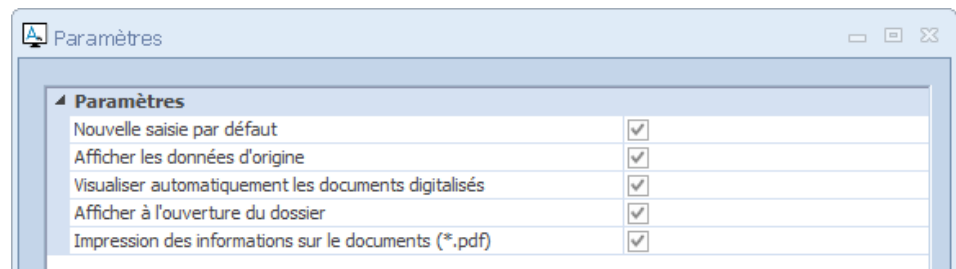 Paramètres
Paramètres
Nouvelle saisie par défaut
Afficher les données d'origine
Visualiser automatiquement les documents digitalisés
Afficher à l'ouverture du dossier
Impression des informations sur le documents (*.pdf)